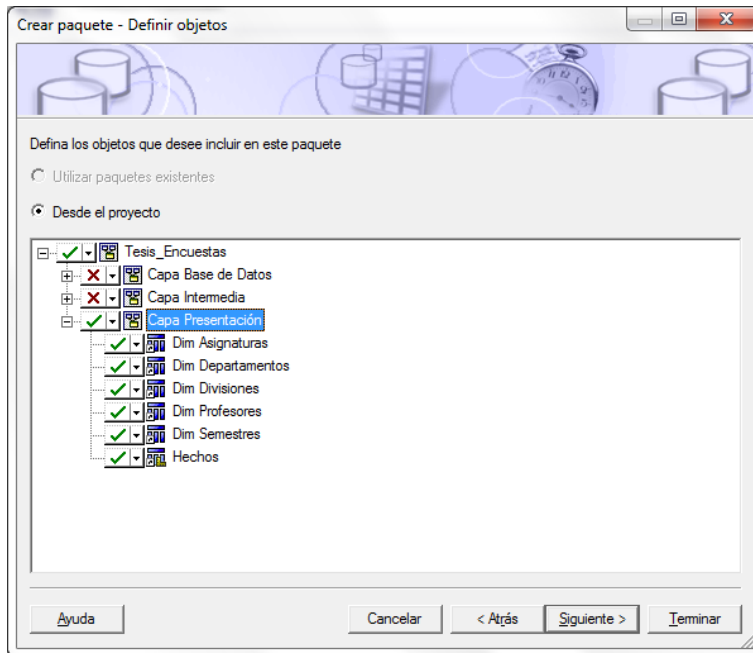 Crear paquete - Definir objetos
Defina los objetos que desee incluir en este paquete
Utilizar paquetes existentes
Desde el proyecto
Tesis_Encuestas
Capa Base de Datos
Capa Intermedia
Capa Presentación
Dim Asignaturas
Dim Departamentos
Dim Divisiones
Dim Profesores
Dim Semestres
Hechos
Ayuda Cancelar < Atrás Siguiente > Terminar